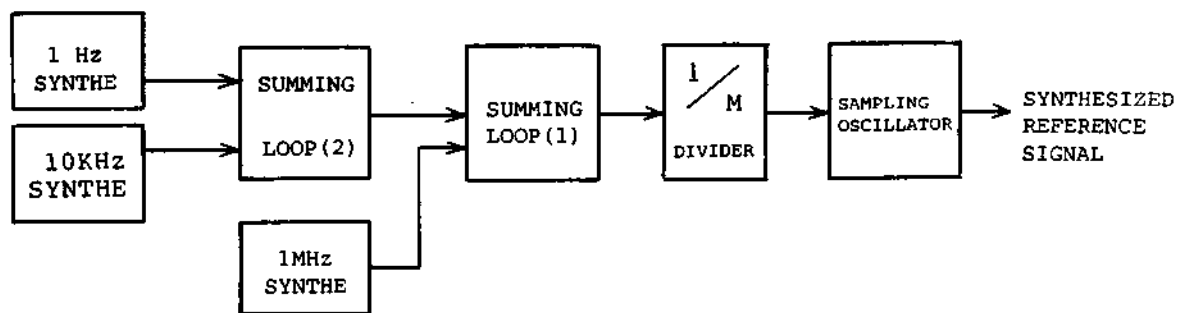 1 Hz
SYNTHE
10KHz
SYNTHE
SUMMING
LOOP(2)
1MHz
SYNTHE
SUMMING
LOOP(1)
1/M
DIVIDER
SAMPLING
OSCILLATOR
SYNTHESIZED
REFERENCE
SIGNAL